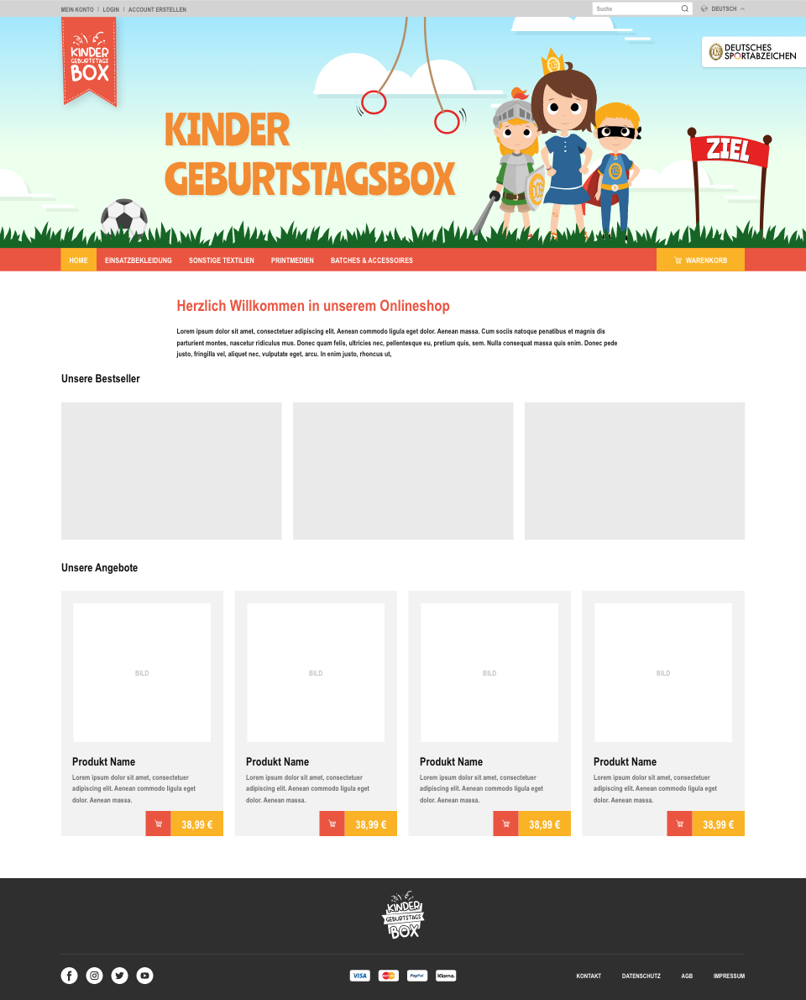 MEIN KONTO | LOGIN | ACCOUNT ERSTELLEN
Suche
DEUTSCH
KINDER
GEBURTSTAGS
BOX
DEUTSCHES
SPORTABZEICHEN
KINDER
GEBURTSTAGSBOX
ZIEL
HOME EINSATZBEKLEIDUNG SONSTIGE TEXTILIEN PRINTMEDIEN BATCHES & ACCESSOIRES WARENKORB
Herzlich Willkommen in unserem Onlineshop
Lorem ipsum dolor sit amet, consectetuer adipiscing elit. Aenean commodo ligula eget dolor. Aenean massa. Cum sociis natoque penatibus et magnis dis
parturient montes, nascetur ridiculus mus. Donec quam felis, ultricies nec, pellentesque eu, pretium quis, sem. Nulla consequat massa quis enim. Donec pede
justo, fringilla vel, aliquet nec, vulputate eget, arcu. In enim justo, rhoncus ut,
Unsere Bestseller
Unsere Angebote
BILD
Produkt Name
Lorem ipsum dolor sit amet, consectetuer
adipiscing elit. Aenean commodo ligula eget
dolor. Aenean massa.
38,99 €
BILD
Produkt Name
Lorem ipsum dolor sit amet, consectetuer
adipiscing elit. Aenean commodo ligula eget
dolor. Aenean massa.
38,99 €
BILD
Produkt Name
Lorem ipsum dolor sit amet, consectetuer
adipiscing elit. Aenean commodo ligula eget
dolor. Aenean massa.
38,99 €
BILD
Produkt Name
Lorem ipsum dolor sit amet, consectetuer
adipiscing elit. Aenean commodo ligula eget
dolor. Aenean massa.
38,99 €
KINDER
GEBURTSTAGS
BOX
VISA
PayPal
Klarna.
KONTAKT DATENSCHUTZ AGB IMPRESSUM